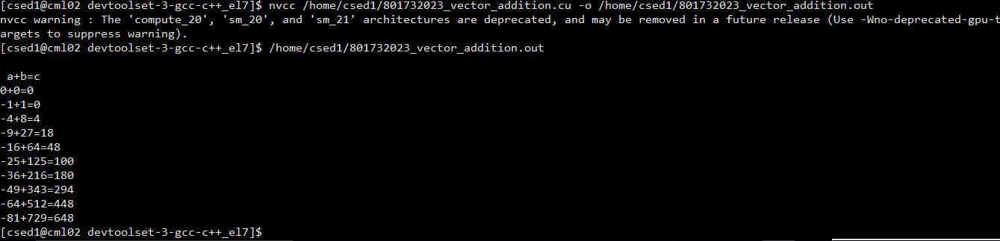 [csed1@cml02 devtoolset-3-gcc-c++_el7]$ nvcc /home/csed1/801732023_vector_addition.cu -o /home/csed1/801732023_vector_addition.out
nvcc warning : The 'compute_20', 'sm_20', and 'sm_21' architectures are deprecated, and may be removed in a future release (Use -Wno-deprecated-gpu-t
argets to suppress warning).
[csed1@cml02 devtoolset-3-gcc-c++_el7]$ /home/csed1/801732023_vector_addition.out
a+b=c
0+0=0
-1+1=0
-4+8=4
-9+27=18
-16+64=48
-25+125=100
-36+216=180
-49+343=294
-64+512=448
-81+729=648
[csed1@cml02 devtoolset-3-gcc-c++_el7]$